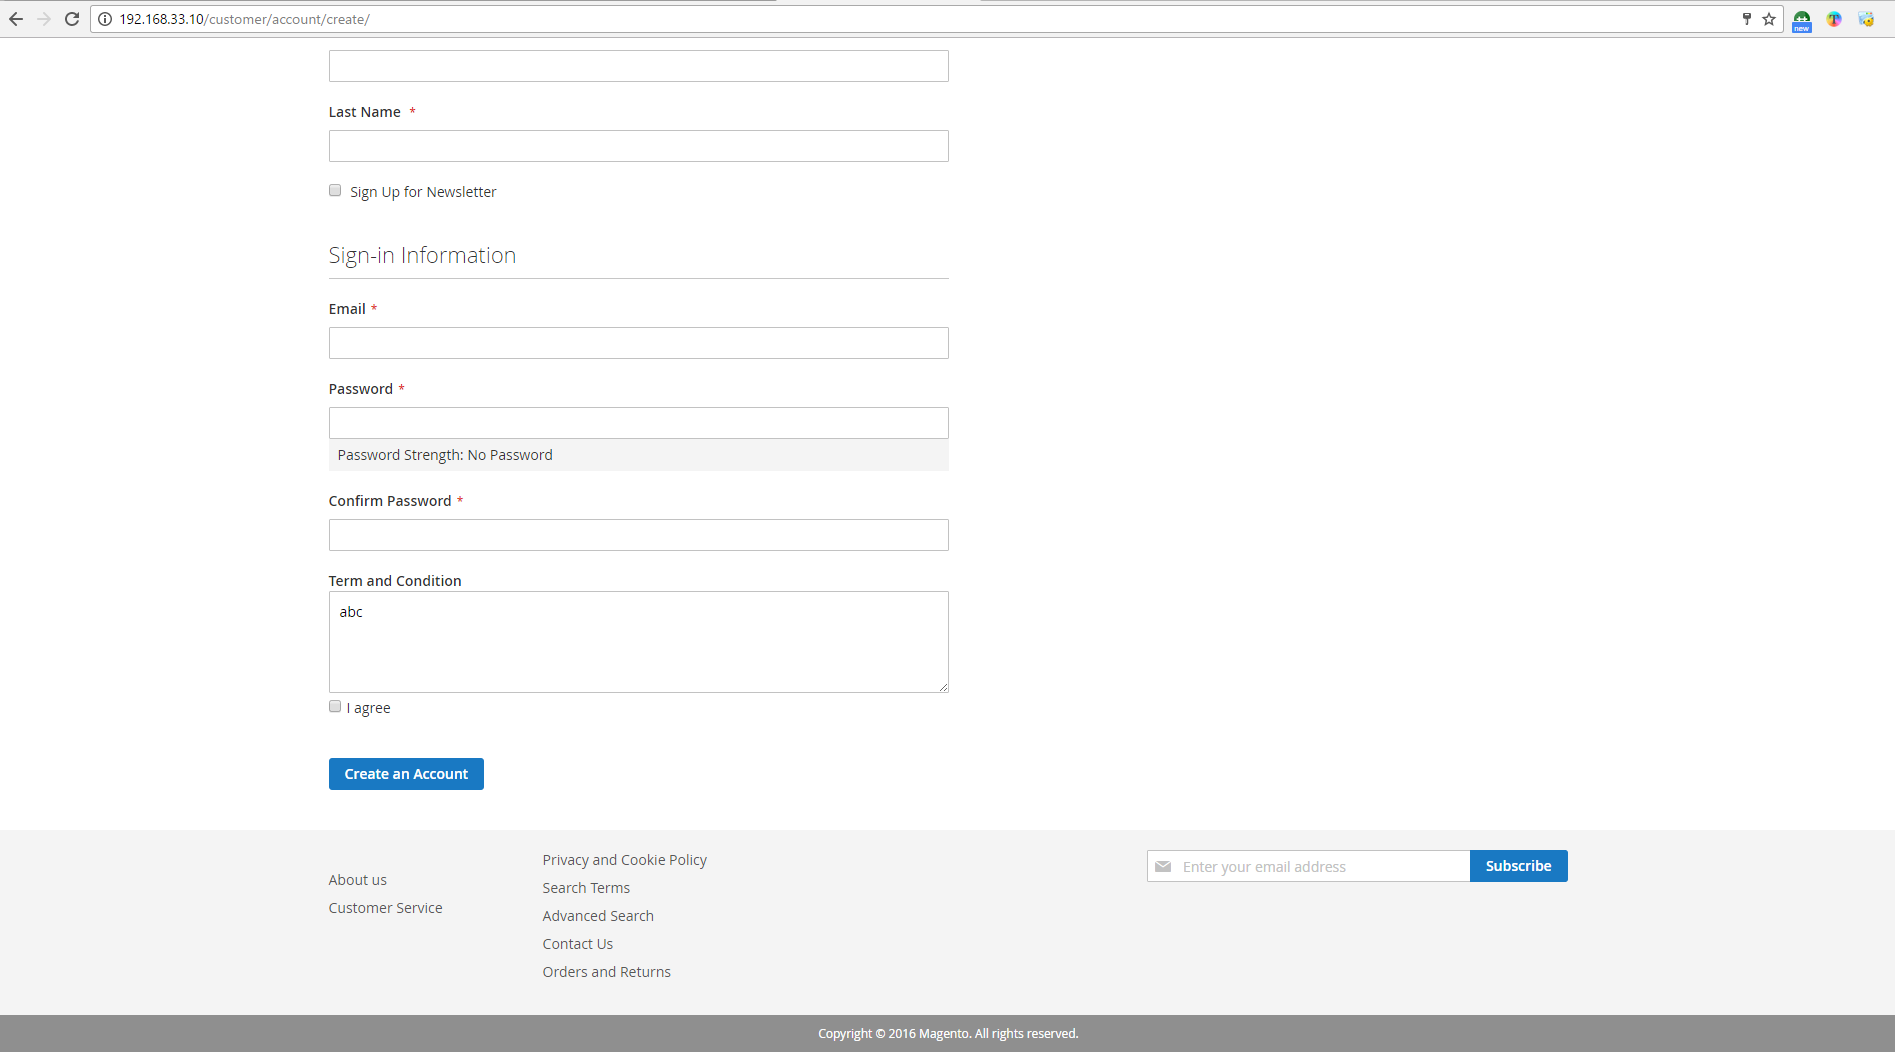 192.168.33.10/customer/account/create/
new
T
Last Name *
Sign Up for Newsletter
Sign-in Information
Email *
Password *
Password Strength: No Password
Confirm Password *
Term and Condition
abc
I agree
Create an Account
About us
Customer Service
Privacy and Cookie Policy
Search Terms
Advanced Search
Contact Us
Orders and Returns
Enter your email address
Subscribe
Copyright © 2016 Magento. All rights reserved.